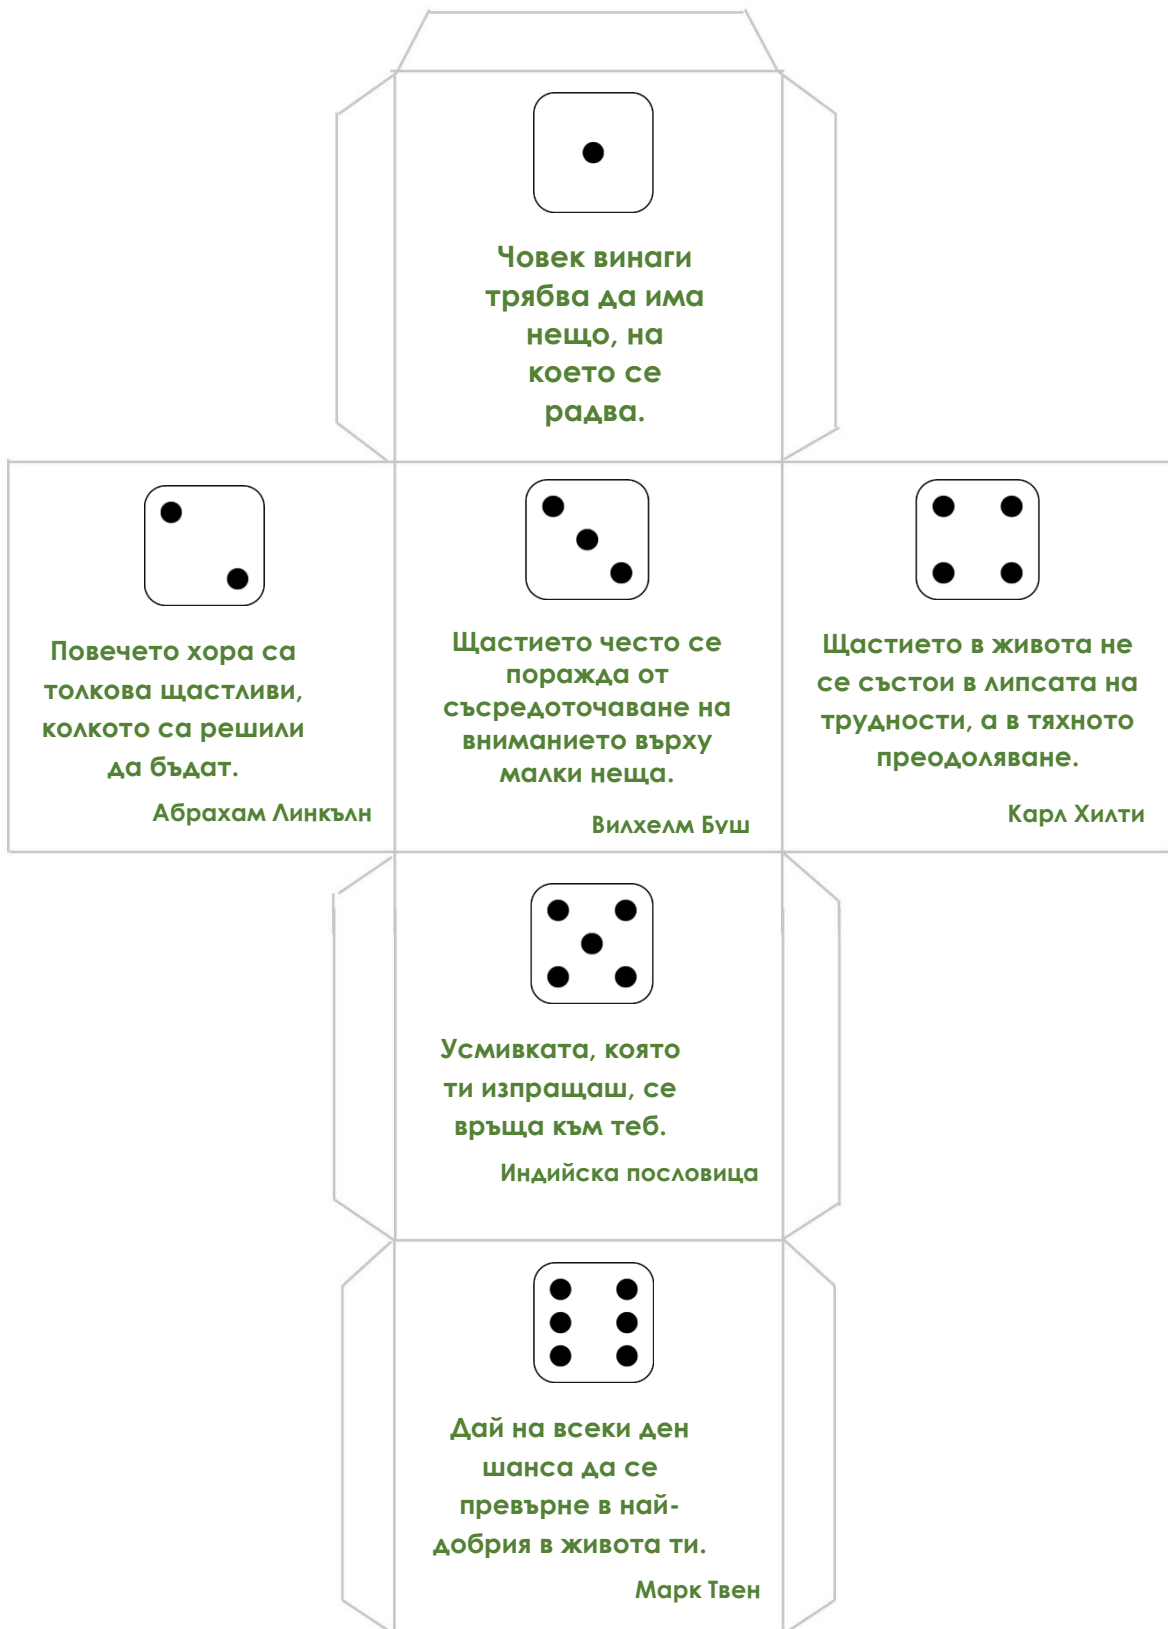 Човек винаги
трябва да има
нещо, на
което се
радва.
Повечето хора са
толкова щастливи,
колкото са решили
да бъдат.
Абрахам Линкълн
Щастието често се
поражда от
съсредоточаване на
вниманието върху
малки неща.
Вилхелм Буш
Щастието в живота не
се състои в липсата на
трудности, а в тяхното
преодоляване.
Карл Хилти
Усмивката, която
ти изпращаш, се
връща към теб.
Индийска пословица
Дай на всеки ден
шанса да се
превърне в най-
добрия в живота ти.
Марк Твен